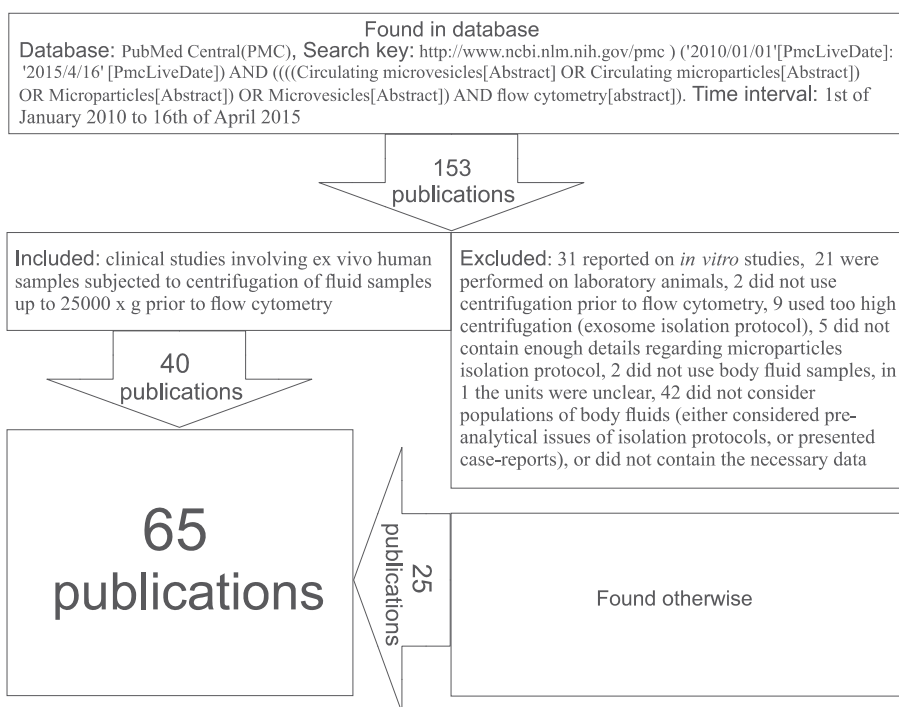 Found in database
Database: PubMed Central(PMC), Search key: http://www.ncbi.nlm.nih.gov/pmc ) ('2010/01/01'[PmcLiveDate]:
'2015/4/16' [PmcLiveDate]) AND ((((Circulating microvesicles[Abstract] OR Circulating microparticles[Abstract])
OR Microparticles[Abstract]) OR Microvesicles[Abstract]) AND flow cytometry[abstract]). Time interval: 1st of
January 2010 to 16th of April 2015
153
publications
Included: clinical studies involving ex vivo human
samples subjected to centrifugation of fluid samples
up to 25000 x g prior to flow cytometry
Excluded: 31 reported on in vitro studies, 21 were
performed on laboratory animals, 2 did not use
centrifugation prior to flow cytometry, 9 used too high
centrifugation (exosome isolation protocol), 5 did not
contain enough details regarding microparticles
isolation protocol, 2 did not use body fluid samples, in
1 the units were unclear, 42 did not consider
populations of body fluids (either considered pre-
analytical issues of isolation protocols, or presented
case-reports), or did not contain the necessary data
40
publications
65
publications
25
publications
Found otherwise